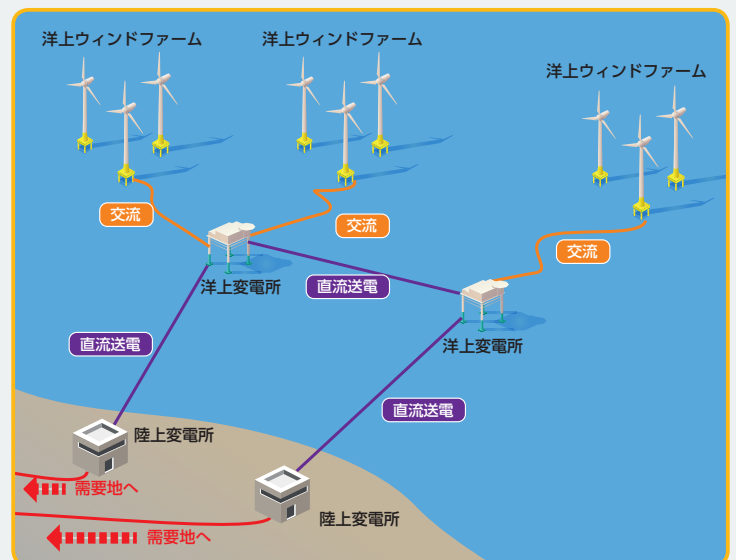 洋上ウィンドファーム
洋上ウィンドファーム
洋上ウィンドファーム
交流
交流
交流
洋上変電所
直流送電
直流送電
洋上変電所
直流送電
陸上変電所
需要地へ
陸上変電所
需要地へ